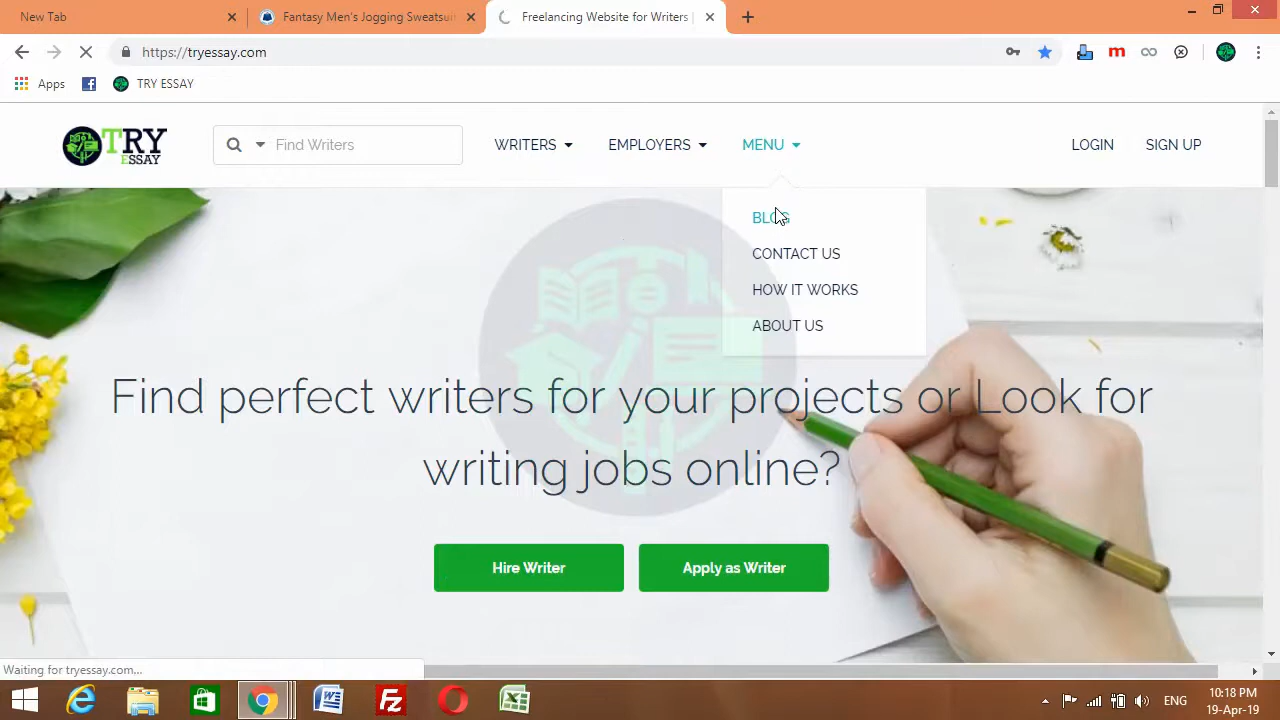 New Tab
Fantasy Men's Jogging Sweatsui
Freelancing Website for Writers |
https://tryessay.com
Apps
TRY ESSAY
TRY
ESSAY
Find Writers
WRITERS
EMPLOYERS
MENU
LOGIN
SIGN UP
BLOG
CONTACT US
HOW IT WORKS
ABOUT US
Find perfect writers for your projects or Look for
writing jobs online?
Hire Writer
Apply as Writer
Waiting for tryessay.com...
ENG
10:18 PM
19-Apr-19